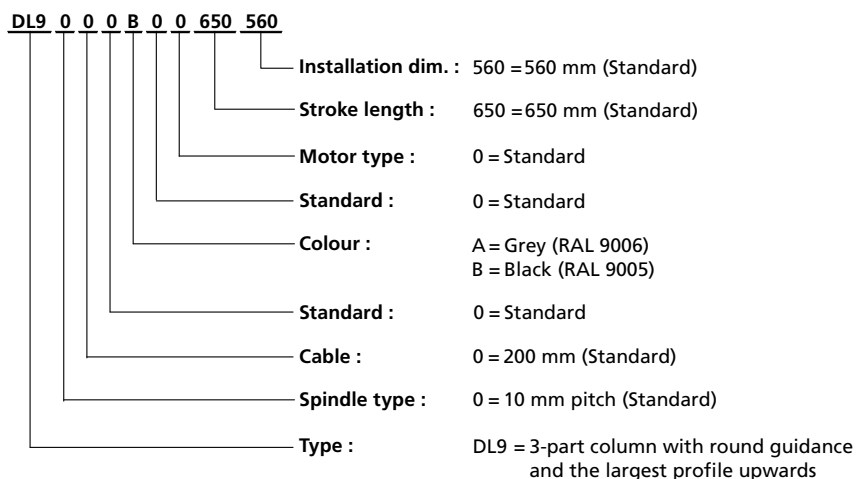 DL9 0 0 0 B 0 0 650 560
Installation dim. : 560 =560 mm (Standard)
Stroke length : 650 =650 mm (Standard)
Motor type : 0 = Standard
Standard : 0 = Standard
Colour : A = Grey (RAL 9006)
B = Black (RAL 9005)
Standard : 0 = Standard
Cable : 0 = 200 mm (Standard)
Spindle type : 0 = 10 mm pitch (Standard)
Type : DL9 = 3-part column with round guidance
and the largest profile upwards